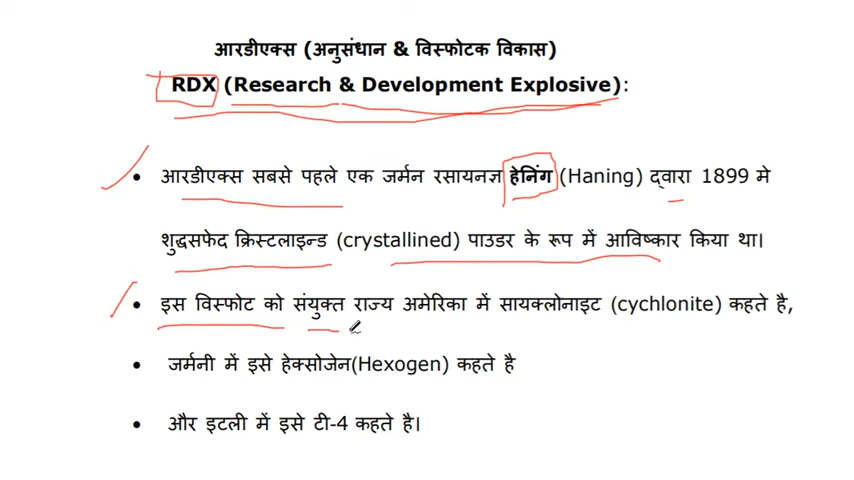 आरडीएक्स (अनुसंधान & विस्फोटक विकास)
RDX (Research & Development Explosive):
• आरडीएक्स सबसे पहले एक जर्मन रसायनज्ञ हेनिंग (Haning) द्वारा 1899 मे
शुद्धसफेद क्रिस्टलाइन्ड (crystallined) पाउडर के रूप में आविष्कार किया था।
• इस विस्फोट को संयुक्त राज्य अमेरिका में सायक्लोनाइट (cychlonite) कहते है,
• जर्मनी में इसे हेक्सोजेन(Hexogen) कहते है
• और इटली में इसे टी-4 कहते है।